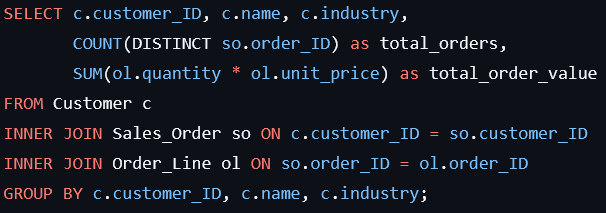 SELECT c.customer_ID, c.name, c.industry,
       COUNT(DISTINCT so.order_ID) as total_orders,
       SUM(ol.quantity * ol.unit_price) as total_order_value
FROM Customer c
INNER JOIN Sales_Order so ON c.customer_ID = so.customer_ID
INNER JOIN Order_Line ol ON so.order_ID = ol.order_ID
GROUP BY c.customer_ID, c.name, c.industry;